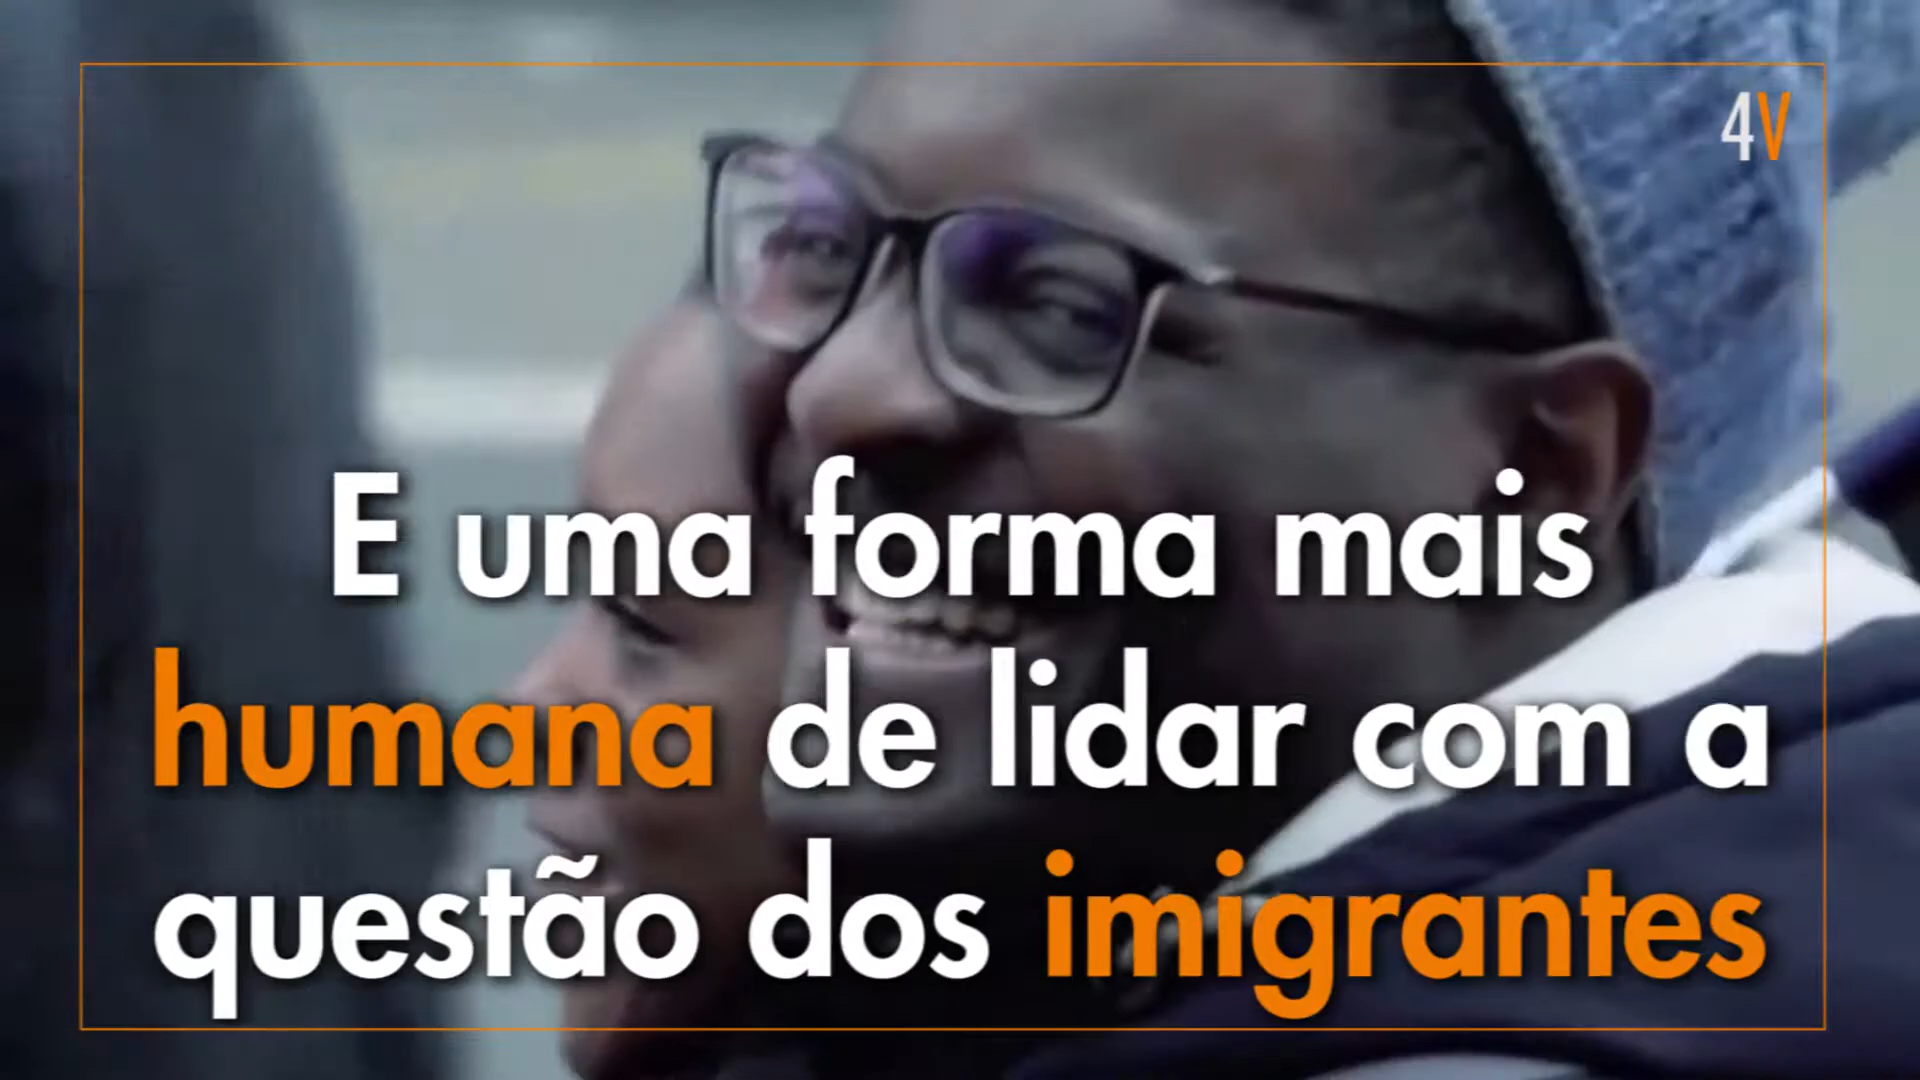 4V
E uma forma mais
humana de lidar com a
questão dos imigrantes